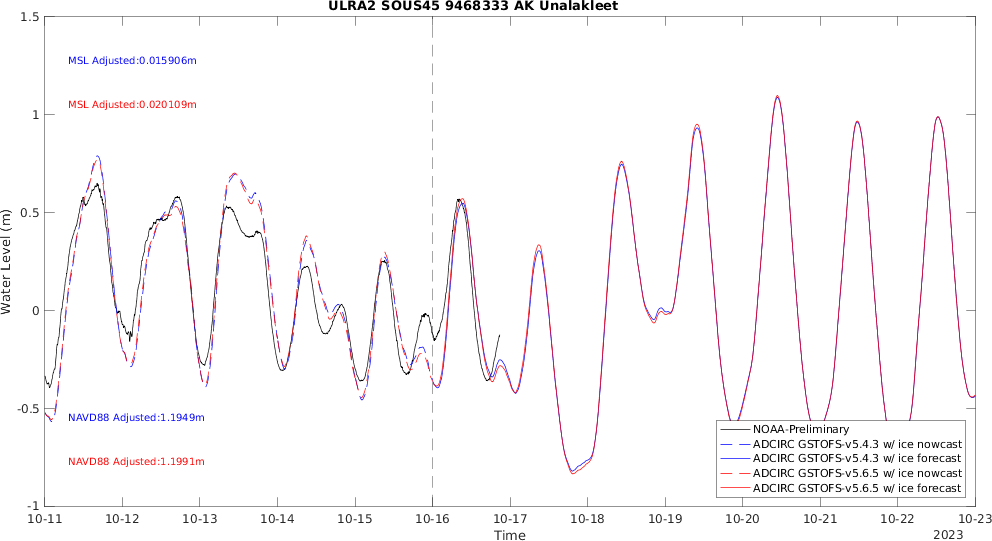 ULRA2 SOUS45 9468333 AK Unalakleet
1.5
MSL Adjusted:0.015906m
MSL Adjusted:0.020109m
1
0.5
Water Level (m)
0
-0.5
NAVD88 Adjusted:1.1949m
NAVD88 Adjusted:1.1991m
NOAA-Preliminary
ADCIRC GSTOFS-v5.4.3 w/ ice nowcast
ADCIRC GSTOFS-v5.4.3 w/ ice forecast
ADCIRC GSTOFS-v5.6.5 w/ ice nowcast
ADCIRC GSTOFS-v5.6.5 w/ ice forecast
-1
10-11 10-12 10-13 10-14 10-15 10-16 10-17 10-18 10-19 10-20 10-21 10-22 10-23
Time
2023